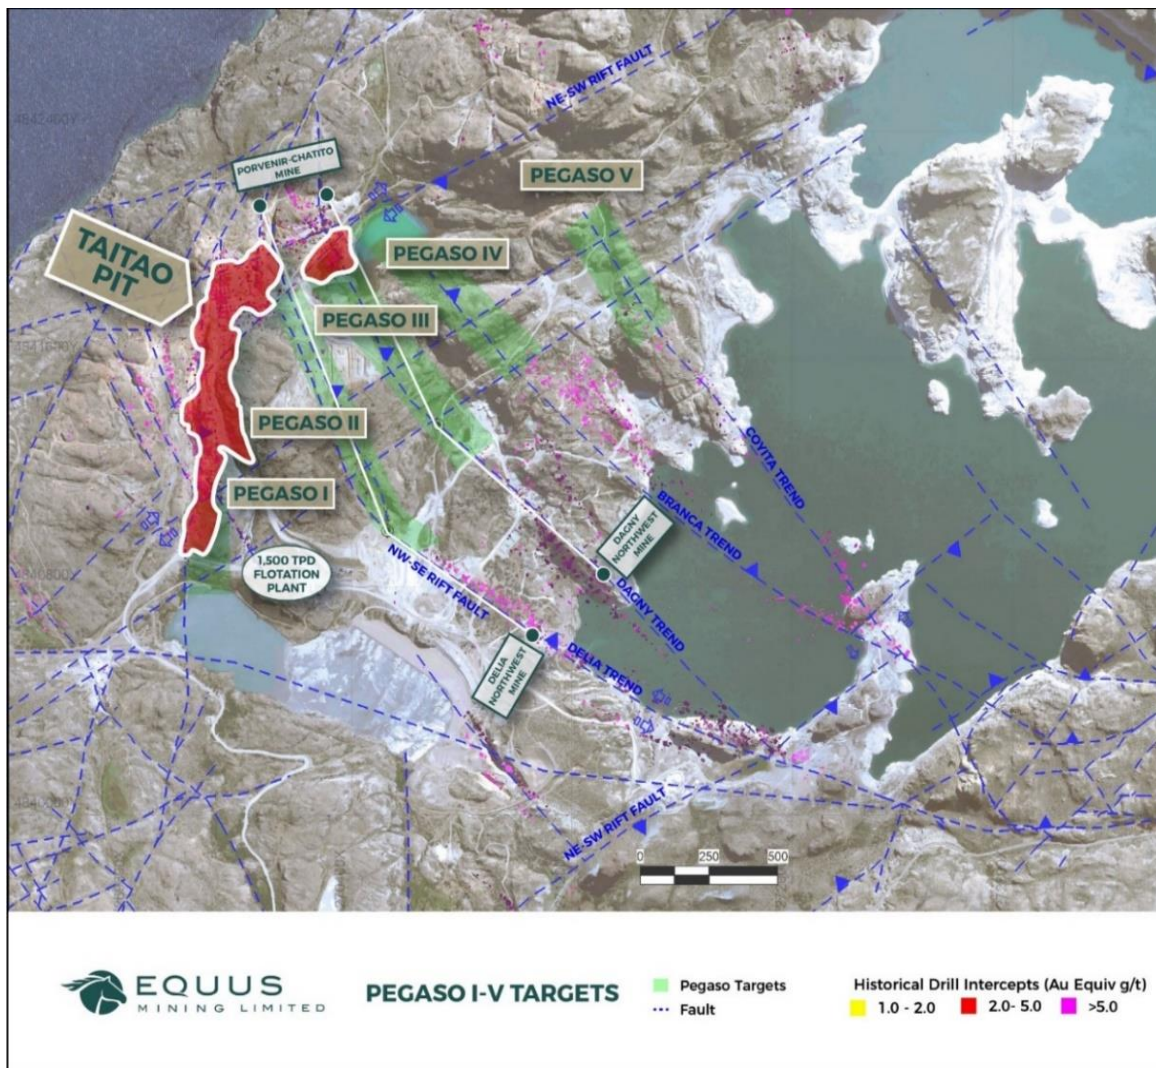 NE-SW RIFT FAULT
4842400Y
PORVENIR-CHATITO
MINE
PEGASO V
TAITAO
PIT
PEGASO IV
PEGASO III
PEGASO II
PEGASO I
COYITA TREND
BRANCA TREND
DAGNY
NORTHWEST
MINE
1,500 TPD
FLOTATION
PLANT
4840800Y
NW-SE RIFT FAULT
DAGNY TREND
DELIA
NORTHWEST
MINE
DELIA TREND
NE-SW RIFT FAULT
0 250 500
EQUUS
MINING LIMITED
PEGASO I-V TARGETS
Pegaso Targets
Fault
Historical Drill Intercepts (Au Equiv g/t)
1.0 - 2.0
2.0- 5.0
>5.0